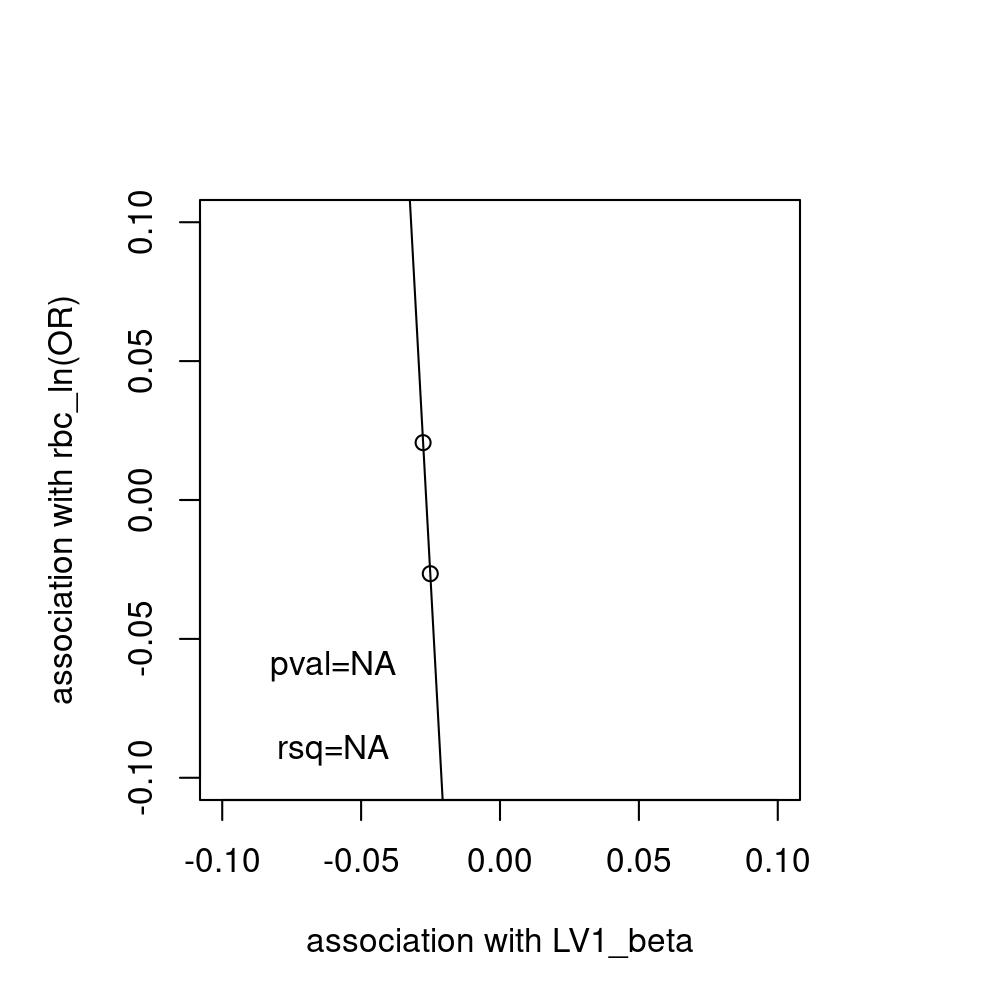 association with rbc_ln(OR)
0.10
0.05
0.00
-0.05
-0.10
pval=NA
rsq=NA
-0.10 -0.05 0.00 0.05 0.10
association with LV1_beta